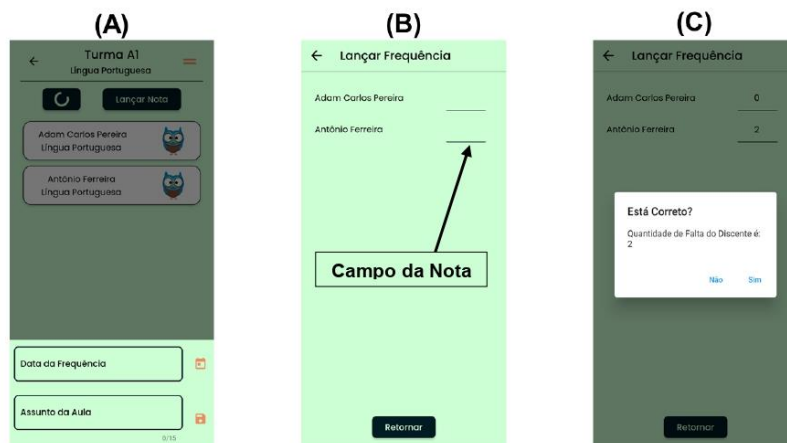 (A)
Turma A1
Língua Portuguesa
Lançar Nota
Adam Carlos Pereira
Língua Portuguesa
Antônio Ferreira
Língua Portuguesa
Data da Frequência
Assunto da Aula
0/15
(B)
Lançar Frequência
Adam Carlos Pereira
Antônio Ferreira
Campo da Nota
Retornar
(C)
Lançar Frequência
Adam Carlos Pereira 0
Antônio Ferreira 2
Está Correto?
Quantidade de Falta do Discente é:
2
Não Sim
Retornar